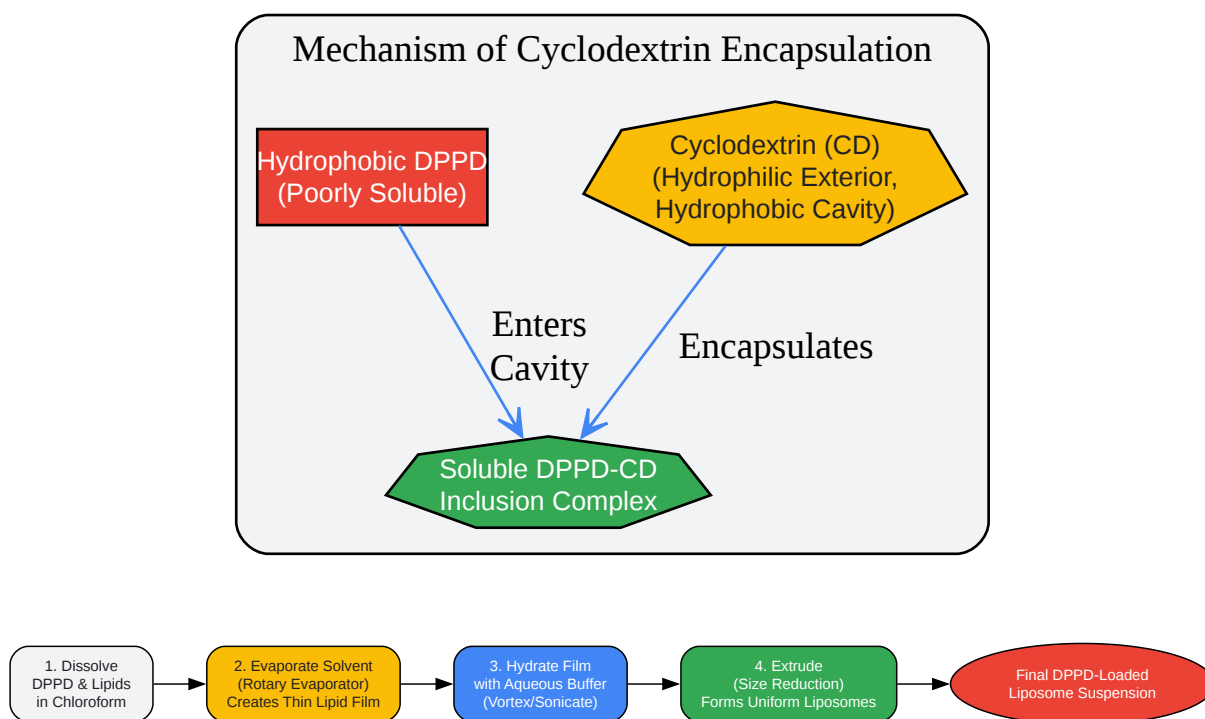 Mechanism of Cyclodextrin Encapsulation
Hydrophobic DPPD
(Poorly Soluble)
Cyclodextrin (CD)
(Hydrophilic Exterior,
Hydrophobic Cavity)
Enters
Cavity
Encapsulates
Soluble DPPD-CD
Inclusion Complex
1. Dissolve
DPPD & Lipids
in Chloroform
2. Evaporate Solvent
(Rotary Evaporator)
Creates Thin Lipid Film
3. Hydrate Film
with Aqueous Buffer
(Vortex/Sonicate)
4. Extrude
(Size Reduction)
Forms Uniform Liposomes
Final DPPD-Loaded
Liposome Suspension